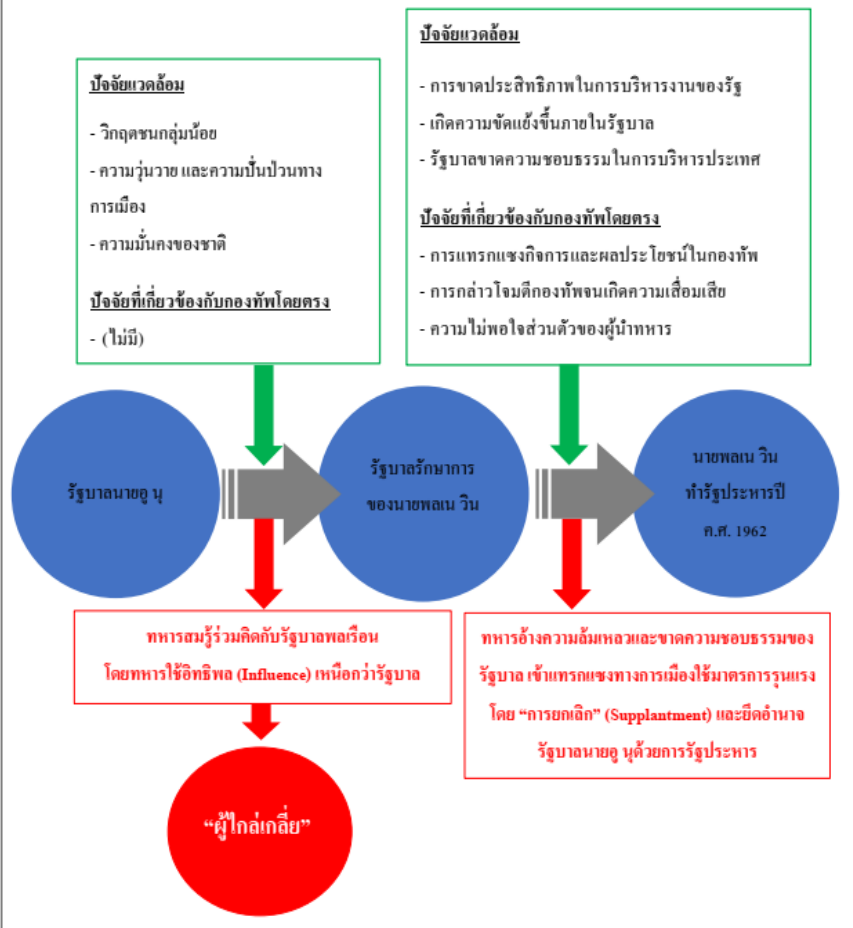 ปัจจัยแวดล้อม
- วิกฤตชนกลุ่มน้อย
- ความวุ่นวาย และความปั่นป่วนทาง
การเมือง
- ความมั่นคงของชาติ
ปัจจัยที่เกี่ยวข้องกับกองทัพโดยตรง
- (ไม่มี)
ปัจจัยแวดล้อม
- การขาดประสิทธิภาพในการบริหารงานของรัฐ
- เกิดความขัดแย้งขึ้นภายในรัฐบาล
- รัฐบาลขาดความชอบธรรมในการบริหารประเทศ
ปัจจัยที่เกี่ยวข้องกับกองทัพโดยตรง
- การแทรกแซงกิจการและผลประโยชน์ในกองทัพ
- การกล่าวโจมตีกองทัพจนเกิดความเสื่อมเสีย
- ความไม่พอใจส่วนตัวของผู้นำทหาร
รัฐบาลนายอู นุ
รัฐบาลรักษาการ
ของนายพลเน วิน
นายพลเน วิน
ทำรัฐประหารปี
ค.ศ. 1962
ทหารสมรู้ร่วมคิดกับรัฐบาลพลเรือน
โดยทหารใช้อิทธิพล (Influence) เหนือกว่ารัฐบาล
ทหารอ้างความล้มเหลวและขาดความชอบธรรมของ
รัฐบาล เข้าแทรกแซงทางการเมืองใช้มาตรการรุนแรง
โดย “การยกเลิก” (Supplantment) และยึดอำนาจ
รัฐบาลนายอู นุด้วยการรัฐประหาร
“ผู้ไกล่เกลี่ย”